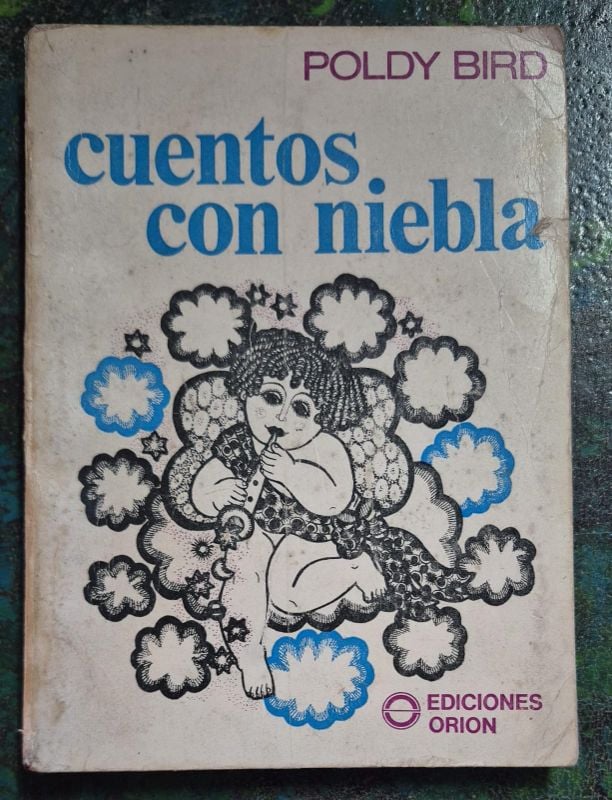 POLDY BIRD
cuentos
con niebla
EDICIONES
ORION